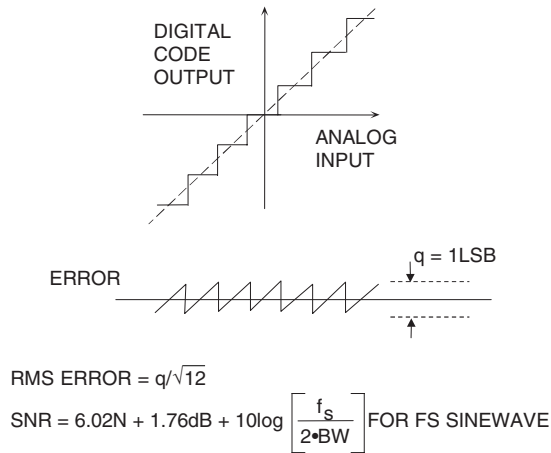 DIGITAL
CODE
OUTPUT
ANALOG
INPUT
ERROR
q = 1LSB
RMS ERROR = q/√12
SNR = 6.02N + 1.76dB + 10log [fs / 2•BW] FOR FS SINEWAVE